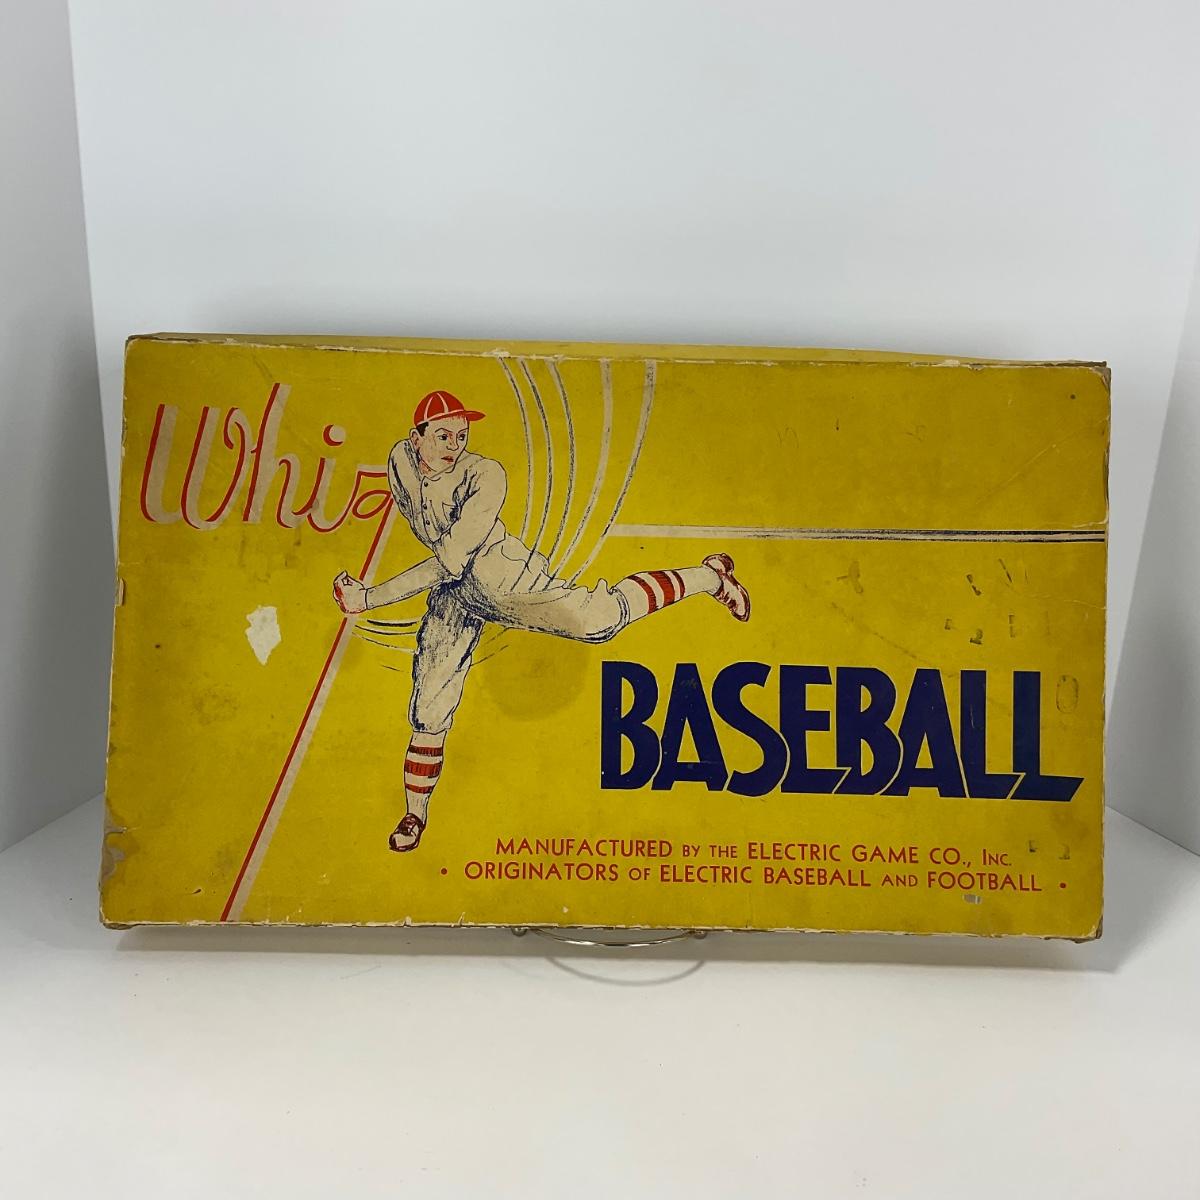 Whiz
BASEBALL
MANUFACTURED BY THE ELECTRIC GAME CO., INC.
• ORIGINATORS OF ELECTRIC BASEBALL AND FOOTBALL •